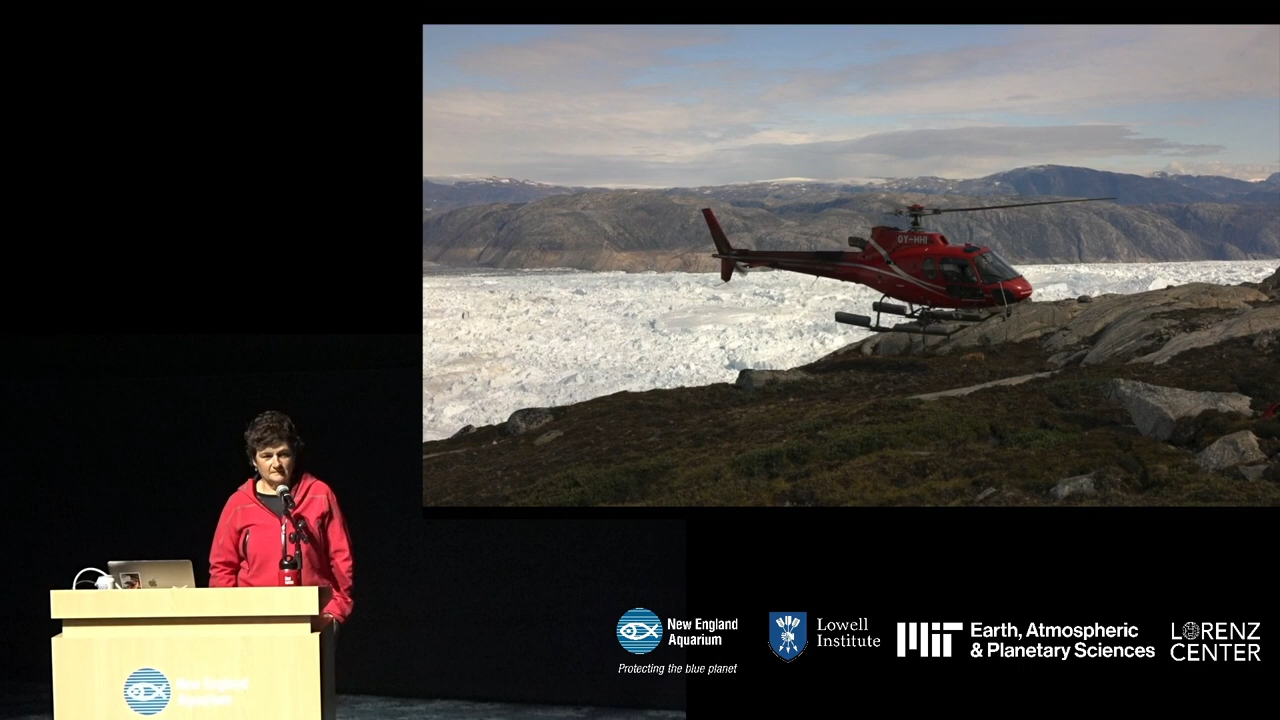 OY-HHI
New England
Aquarium
Protecting the blue planet
Lowell
Institute
MIT Earth, Atmospheric
& Planetary Sciences
LORENZ
CENTER
New England
Aquarium